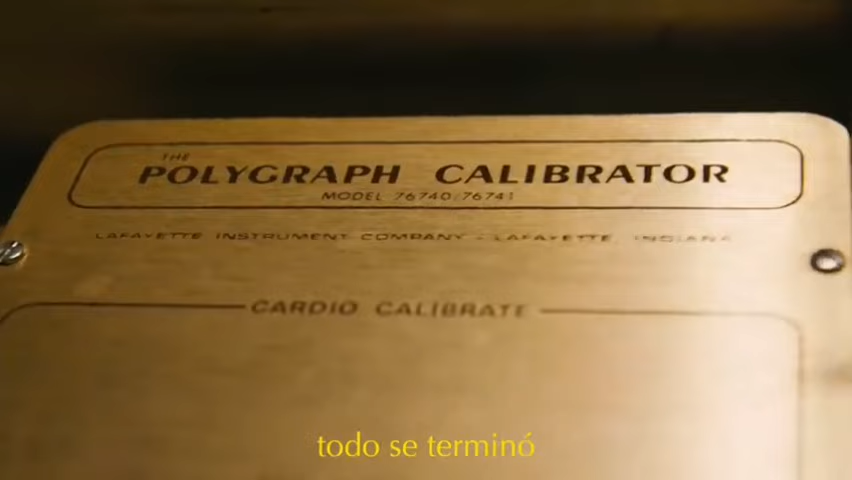 THE
POLYGRAPH CALIBRATOR
MODEL 76740/76741
LAFAYETTE INSTRUMENT COMPANY - LAFAYETTE, INDIANA
CARDIO CALIBRATE
todo se terminó